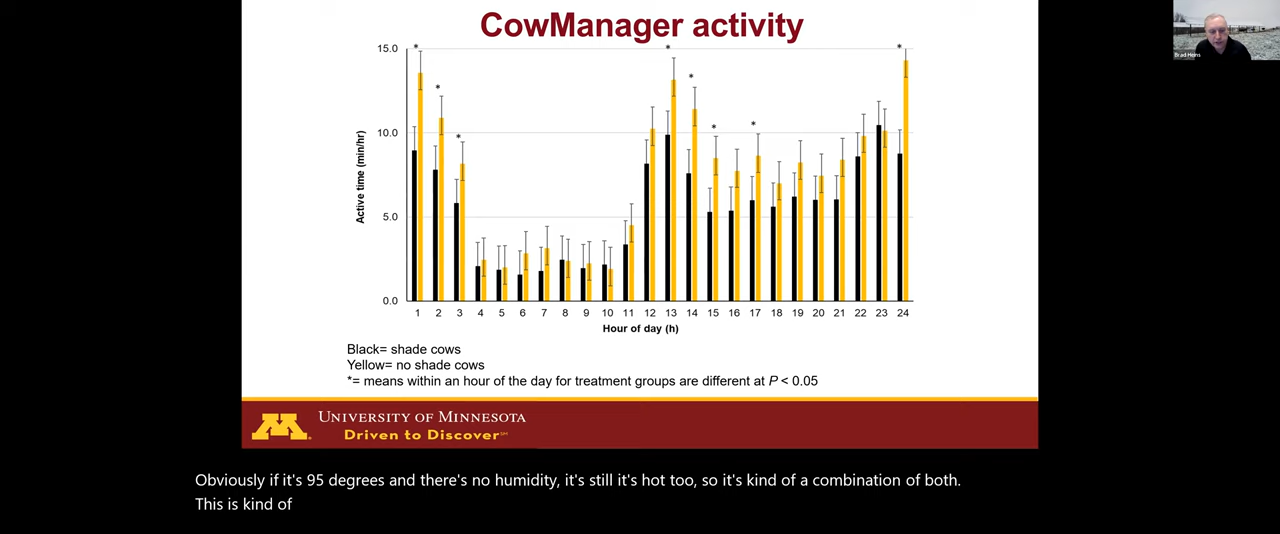 CowManager activity
Brad Heins
15.0
10.0
5.0
0.0
Active time (min/hr)
* * * * * * * *
1 2 3 4 5 6 7 8 9 10 11 12 13 14 15 16 17 18 19 20 21 22 23 24
Hour of day (h)
Black= shade cows
Yellow= no shade cows
*= means within an hour of the day for treatment groups are different at P < 0.05
M
UNIVERSITY OF MINNESOTA
Driven to Discover℠
Obviously if it's 95 degrees and there's no humidity, it's still it's hot too, so it's kind of a combination of both.
This is kind of